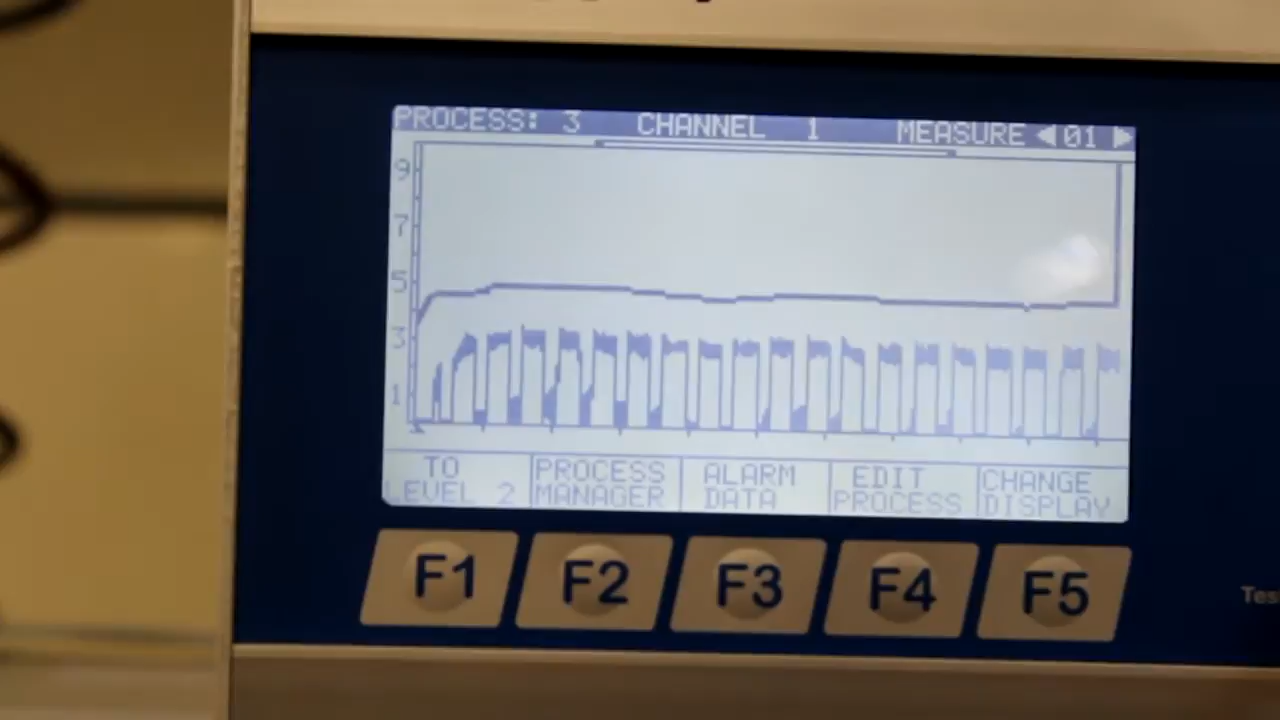 PROCESS: 3 CHANNEL 1 MEASURE ◀01▶
9
7
5
3
1
TO LEVEL 2
PROCESS MANAGER
ALARM DATA
EDIT PROCESS
CHANGE DISPLAY
F1 F2 F3 F4 F5